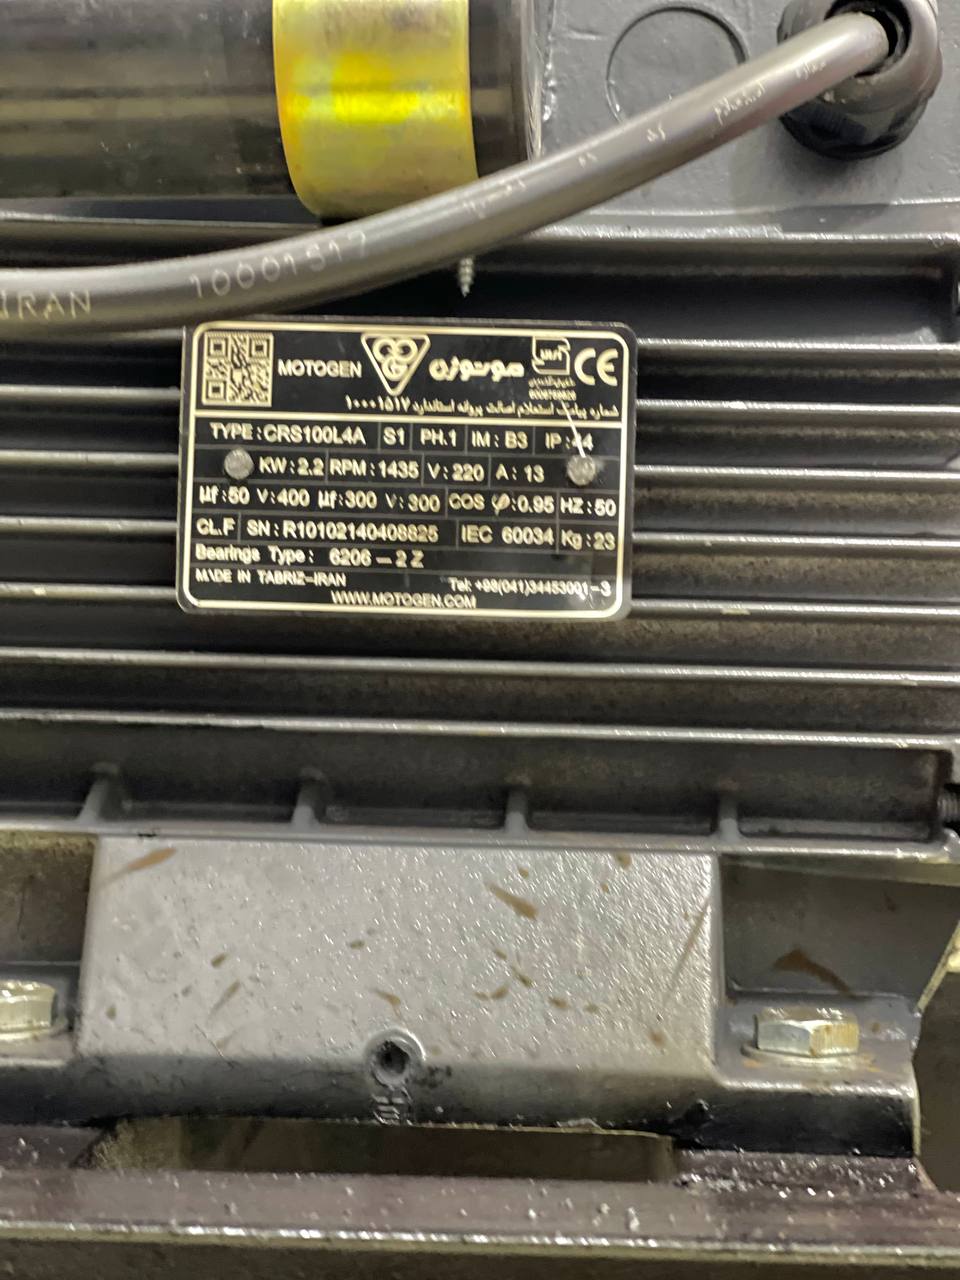 10001517
IRAN
MOTOGEN موتوژن CE
شماره پیامک استعلام اصالت پروانه استاندارد ۱۰۰۰۱۵۱۷
TYPE : CRS100L4A S1 PH.1 IM : B3 IP : 44
KW : 2.2 RPM : 1435 V : 220 A : 13
µf : 50 V : 400 µf : 300 V : 300 COS φ : 0.95 HZ : 50
CL.F SN : R10102140408825 IEC 60034 Kg : 23
Bearings Type : 6206 - 2Z
MADE IN TABRIZ-IRAN Tel: +98(041)34453001-3
WWW.MOTOGEN.COM